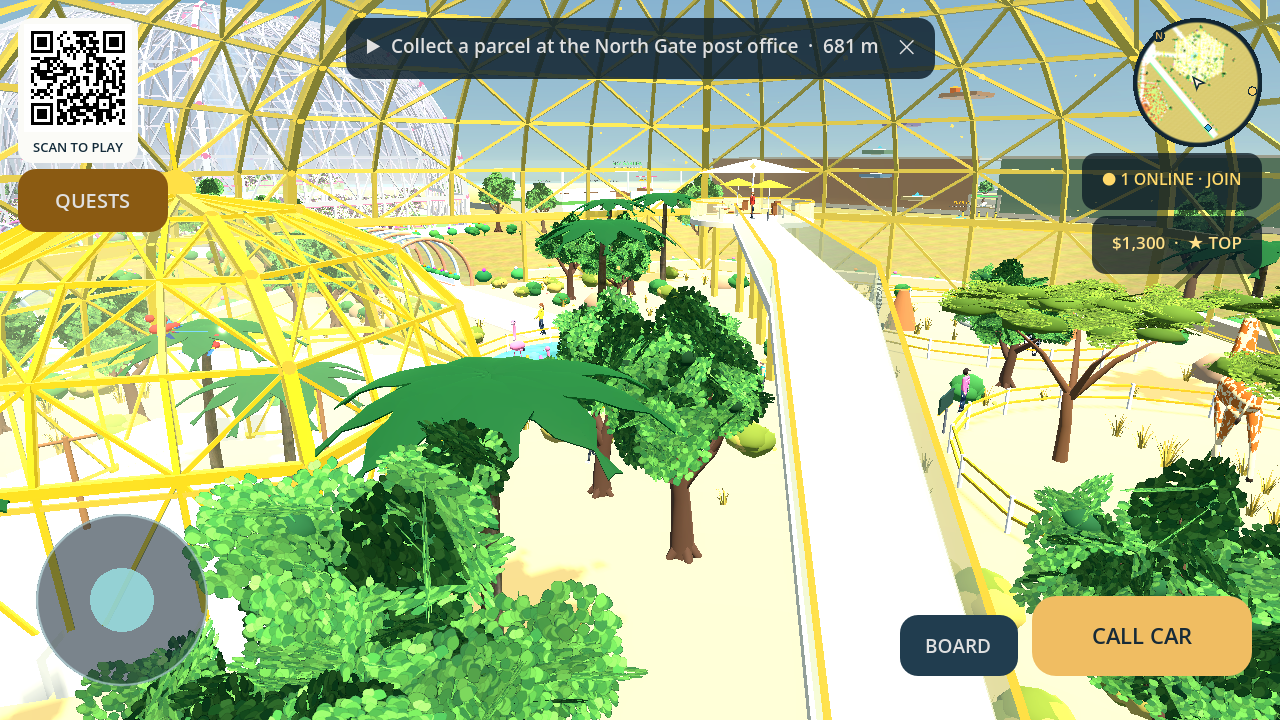 Collect a parcel at the North Gate post office · 681 m
SCAN TO PLAY
QUESTS
N
1 ONLINE · JOIN
$1,300 · ★ TOP
BOARD
CALL CAR